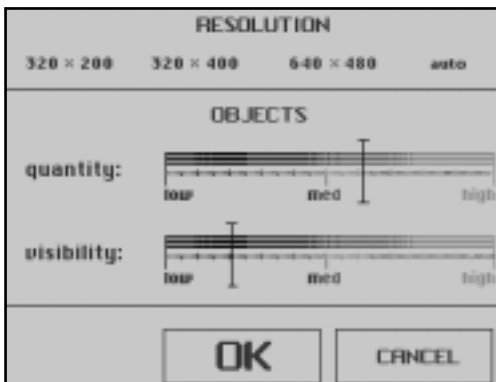 RESOLUTION
320 × 200 320 × 400 640 × 480 auto
OBJECTS
quantity:
low med high
visibility:
low med high
OK CANCEL